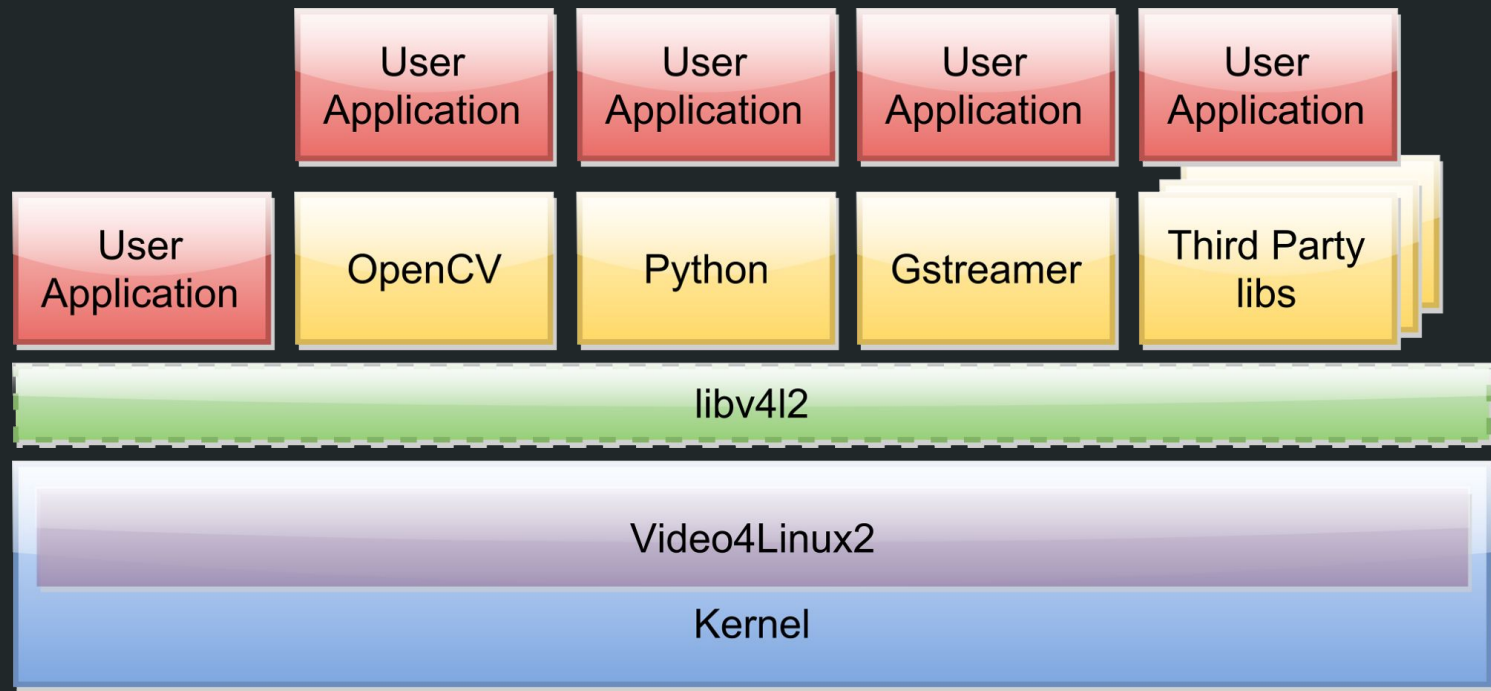 User
Application
User
Application
User
Application
User
Application
User
Application
OpenCV
Python
Gstreamer
Third Party
libs
libv4l2
Video4Linux2
Kernel